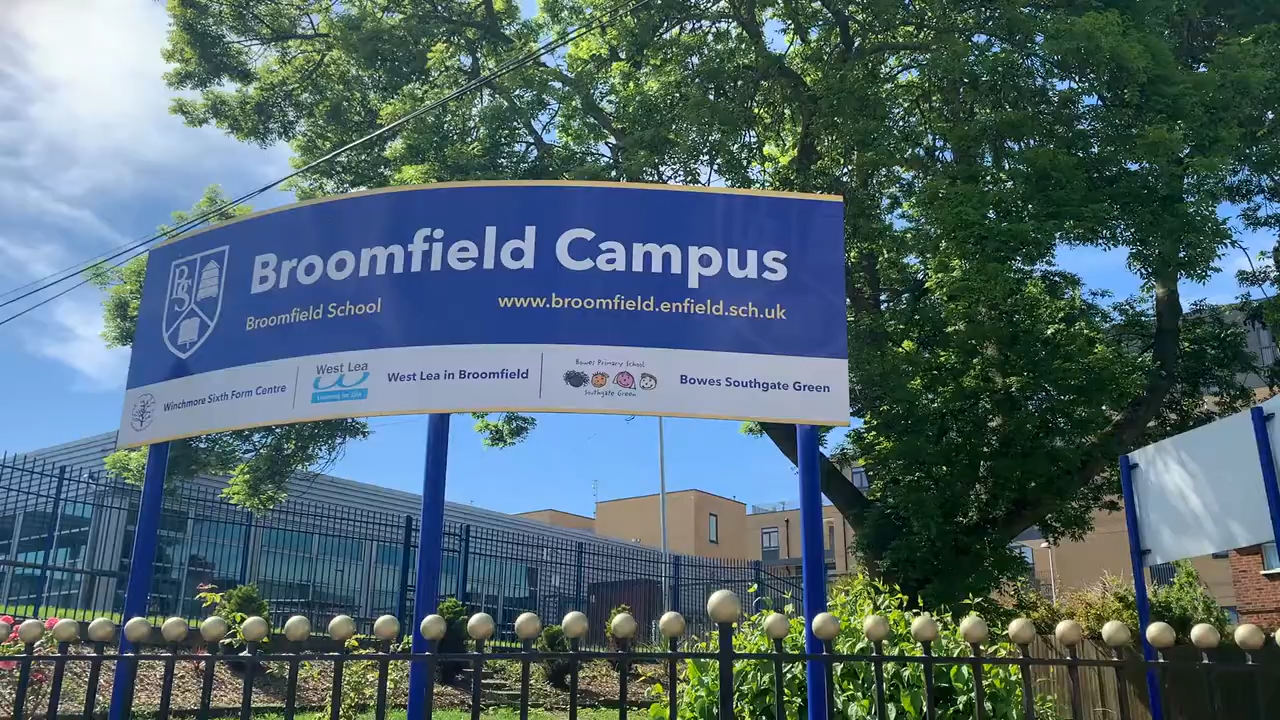 Broomfield Campus
Broomfield School
www.broomfield.enfield.sch.uk
BS
Winchmore Sixth Form Centre
West Lea
Learning for Life
West Lea in Broomfield
Bowes Primary School
Southgate Green
Bowes Southgate Green